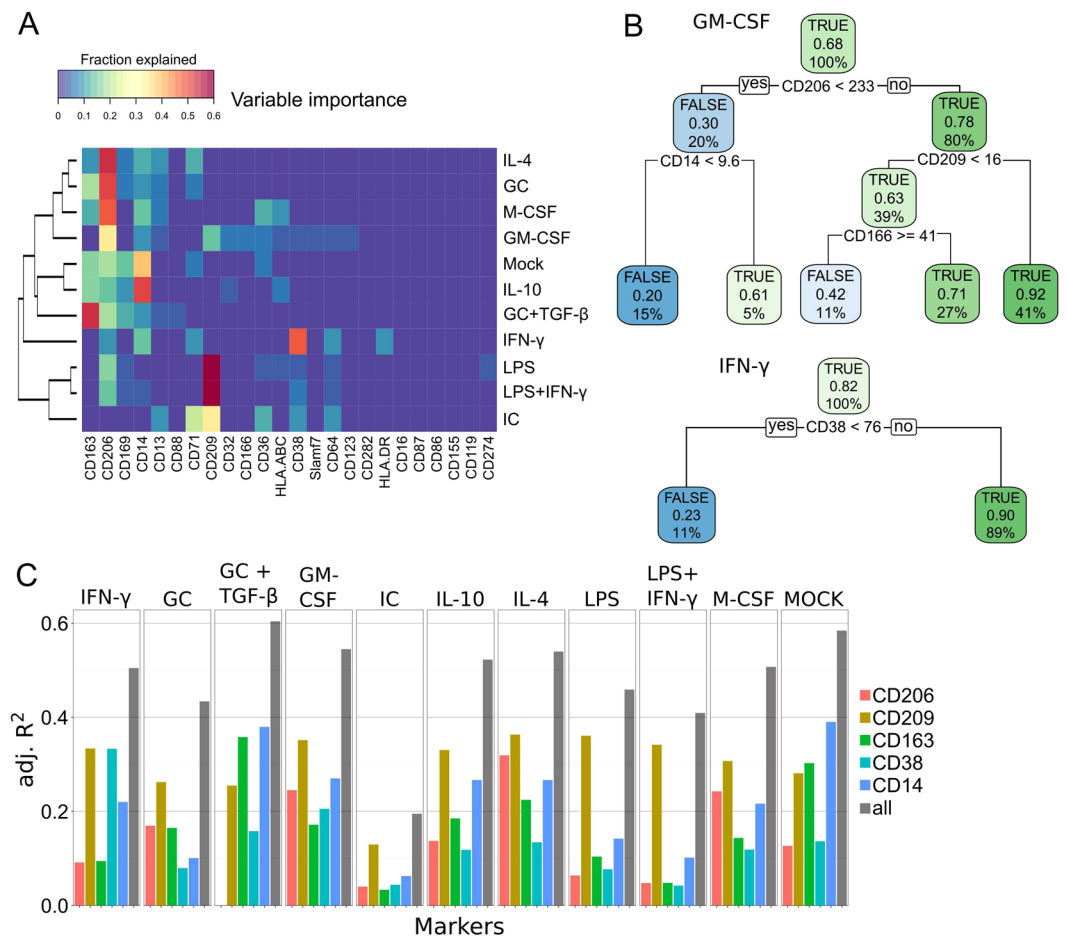 A
Fraction explained
0 0.1 0.2 0.3 0.4 0.5 0.6
Variable importance
IL-4
GC
M-CSF
GM-CSF
Mock
IL-10
GC+TGF-β
IFN-γ
LPS
LPS+IFN-γ
IC
CD163
CD206
CD169
CD14
CD13
CD88
CD71
CD209
CD32
CD166
CD36
HLA.ABC
CD38
Slamf7
CD64
CD123
CD282
HLA.DR
CD16
CD87
CD86
CD155
CD119
CD274
B
GM-CSF
TRUE
0.68
100%
yes CD206 < 233 no
FALSE
0.30
20%
TRUE
0.78
80%
CD14 < 9.6
CD209 < 16
TRUE
0.63
39%
CD166 >= 41
FALSE
0.20
15%
TRUE
0.61
5%
FALSE
0.42
11%
TRUE
0.71
27%
TRUE
0.92
41%
IFN-γ
TRUE
0.82
100%
yes CD38 < 76 no
FALSE
0.23
11%
TRUE
0.90
89%
C
IFN-γ
GC
GC +
TGF-β
GM-
CSF
IC
IL-10
IL-4
LPS
LPS+
IFN-γ
M-CSF
MOCK
adj. R²
0.6
0.4
0.2
0.0
Markers
CD206
CD209
CD163
CD38
CD14
all